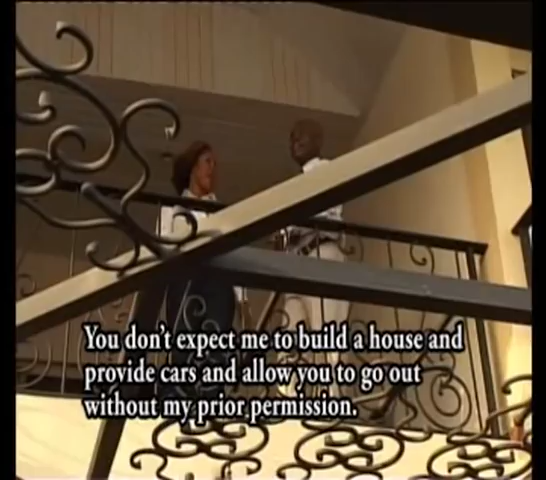 You don't expect me to build a house and
provide cars and allow you to go out
without my prior permission.